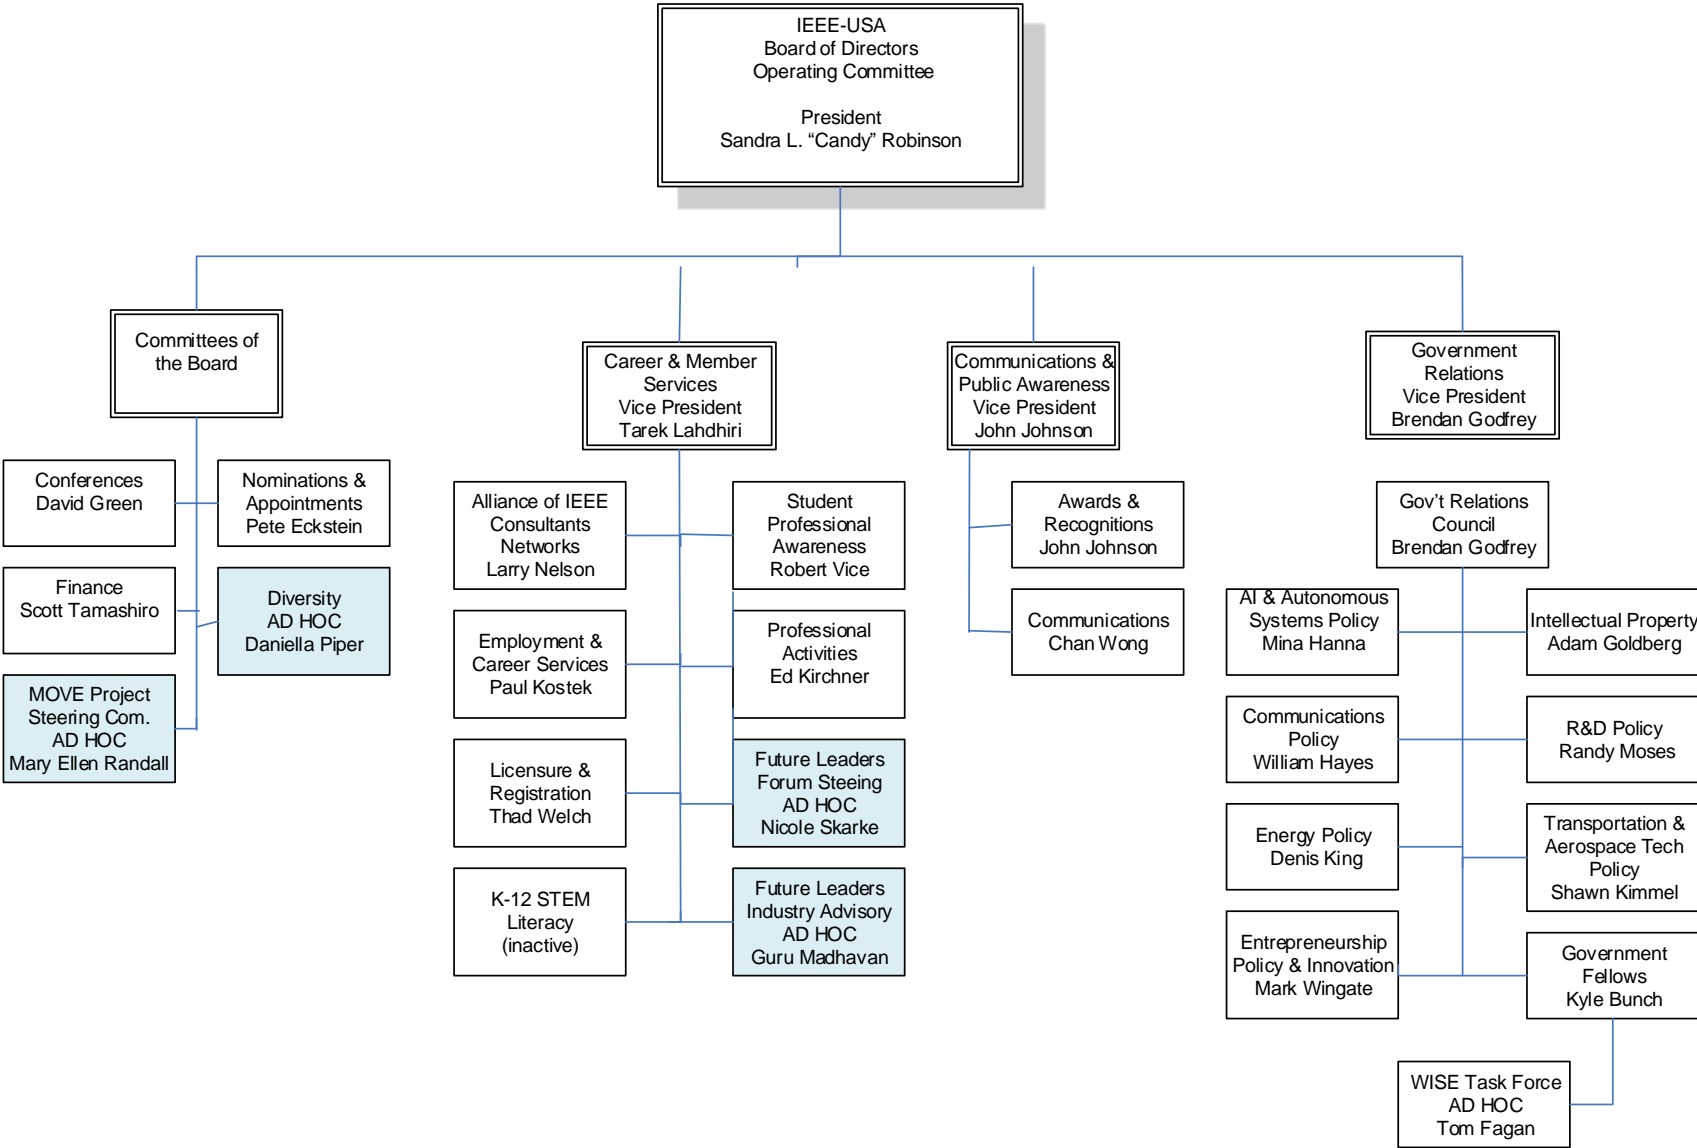 IEEE-USA
Board of Directors
Operating Committee
President
Sandra L. “Candy” Robinson
Committees of
the Board
Conferences
David Green
Nominations &
Appointments
Pete Eckstein
Finance
Scott Tamashiro
Diversity
AD HOC
Daniella Piper
MOVE Project
Steering Com.
AD HOC
Mary Ellen Randall
Career & Member
Services
Vice President
Tarek Lahdhiri
Alliance of IEEE
Consultants
Networks
Larry Nelson
Student
Professional
Awareness
Robert Vice
Employment &
Career Services
Paul Kostek
Professional
Activities
Ed Kirchner
Licensure &
Registration
Thad Welch
Future Leaders
Forum Steeing
AD HOC
Nicole Skarke
K-12 STEM
Literacy
(inactive)
Future Leaders
Industry Advisory
AD HOC
Guru Madhavan
Communications &
Public Awareness
Vice President
John Johnson
Awards &
Recognitions
John Johnson
Communications
Chan Wong
Government
Relations
Vice President
Brendan Godfrey
Gov’t Relations
Council
Brendan Godfrey
AI & Autonomous
Systems Policy
Mina Hanna
Intellectual Property
Adam Goldberg
Communications
Policy
William Hayes
R&D Policy
Randy Moses
Energy Policy
Denis King
Transportation &
Aerospace Tech
Policy
Shawn Kimmel
Entrepreneurship
Policy & Innovation
Mark Wingate
Government
Fellows
Kyle Bunch
WISE Task Force
AD HOC
Tom Fagan